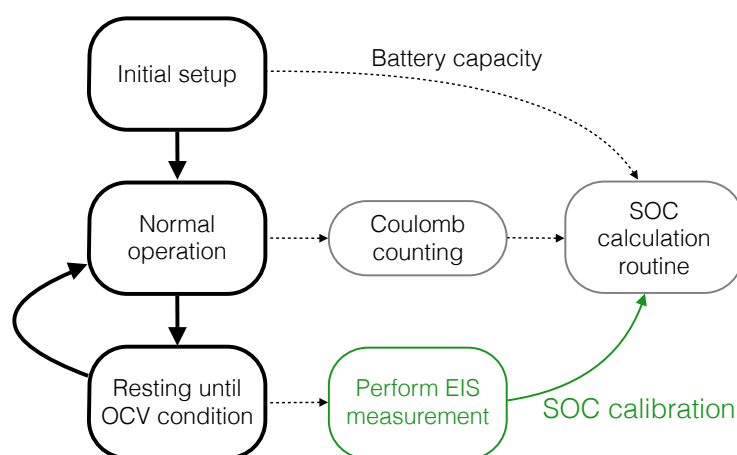 Initial setup
Battery capacity
Normal
operation
Coulomb
counting
SOC
calculation
routine
Resting until
OCV condition
Perform EIS
measurement
SOC calibration